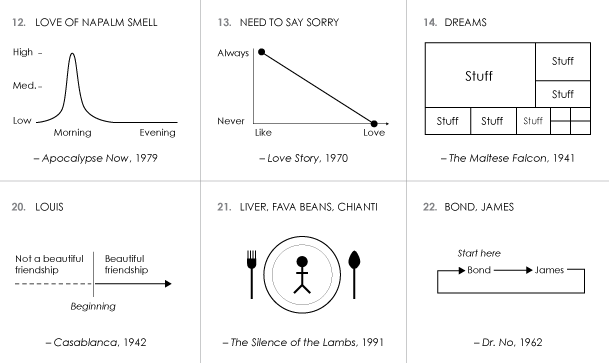 12. LOVE OF NAPALM SMELL
High
Med.
Low
Morning
Evening
– Apocalypse Now, 1979
13. NEED TO SAY SORRY
Always
Never
Like
Love
– Love Story, 1970
14. DREAMS
Stuff
Stuff
Stuff
Stuff
Stuff
Stuff
– The Maltese Falcon, 1941
20. LOUIS
Not a beautiful
friendship
Beautiful
friendship
Beginning
– Casablanca, 1942
21. LIVER, FAVA BEANS, CHIANTI
– The Silence of the Lambs, 1991
22. BOND, JAMES
Start here
Bond
James
– Dr. No, 1962